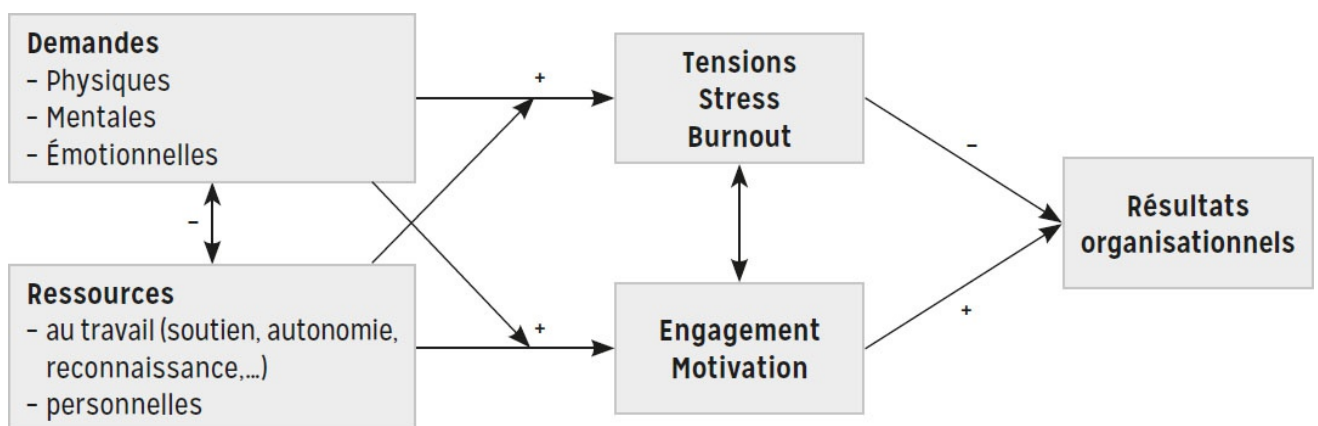 Demandes
– Physiques
– Mentales
– Émotionnelles
+
Tensions
Stress
Burnout
–
–
Résultats
organisationnels
Ressources
– au travail (soutien, autonomie,
reconnaissance,...)
– personnelles
+
Engagement
Motivation
+